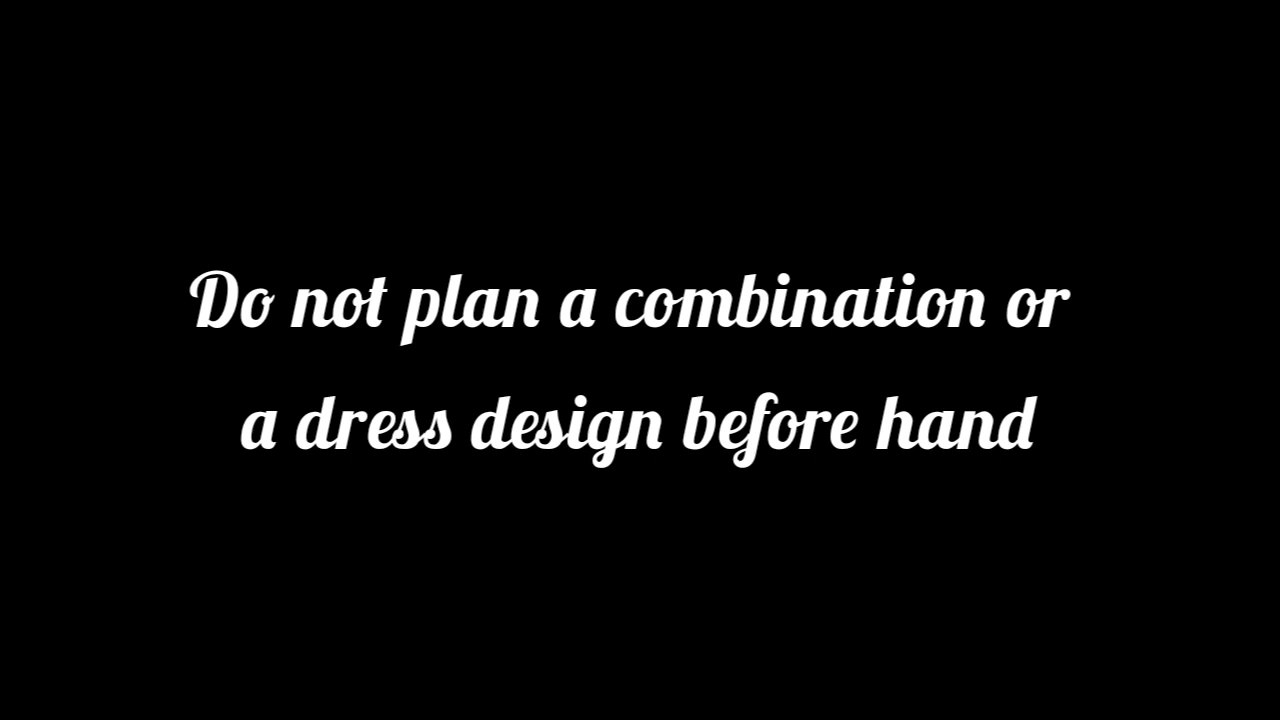 Do not plan a combination or
a dress design before hand